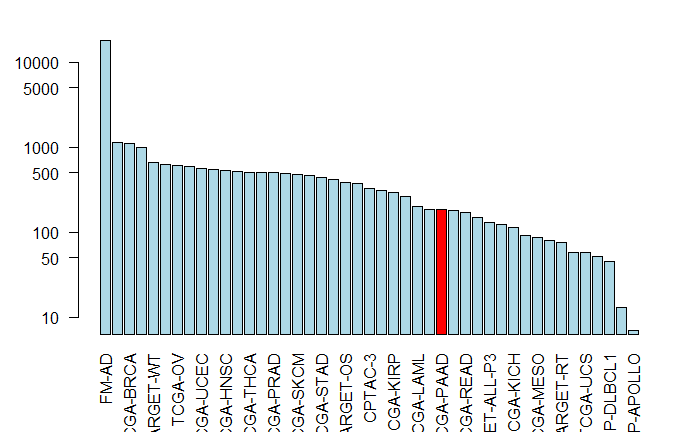 10000
5000
1000
500
100
50
10
FM-AD
CGA-BRCA
ARGET-WT
TCGA-OV
CGA-UCEC
CGA-HNSC
CGA-THCA
CGA-PRAD
CGA-SKCM
CGA-STAD
ARGET-OS
CPTAC-3
CGA-KIRP
CGA-LAML
CGA-PAAD
CGA-READ
ET-ALL-P3
CGA-KICH
CGA-MESO
ARGET-RT
TCGA-UCS
P-DLBCL1
P-APOLLO